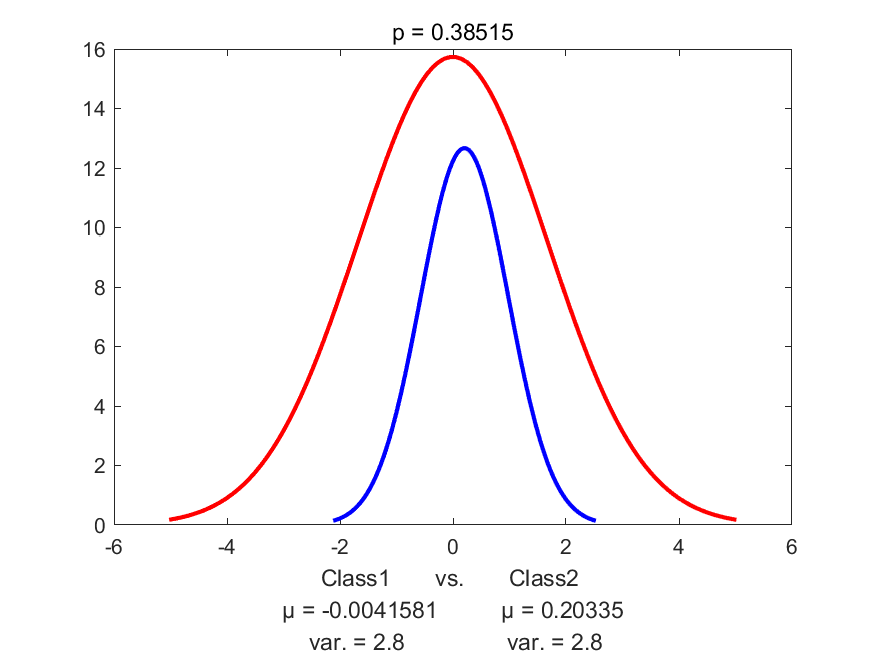 p = 0.38515
16
14
12
10
8
6
4
2
0
-6 -4 -2 0 2 4 6
Class1 vs. Class2
μ = -0.0041581 μ = 0.20335
var. = 2.8 var. = 2.8